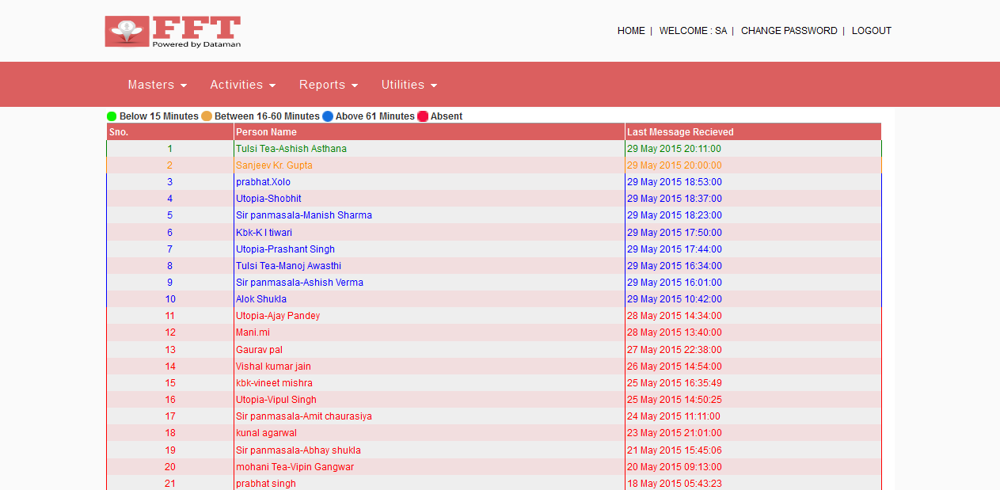 FFT
Powered by Dataman
HOME | WELCOME : SA | CHANGE PASSWORD | LOGOUT
Masters Activities Reports Utilities
Below 15 Minutes Between 16-60 Minutes Above 61 Minutes Absent
Sno. Person Name Last Message Recieved
1 Tulsi Tea-Ashish Asthana 29 May 2015 20:11:00
2 Sanjeev Kr. Gupta 29 May 2015 20:00:00
3 prabhat.Xolo 29 May 2015 18:53:00
4 Utopia-Shobhit 29 May 2015 18:37:00
5 Sir panmasala-Manish Sharma 29 May 2015 18:23:00
6 Kbk-K l tiwari 29 May 2015 17:50:00
7 Utopia-Prashant Singh 29 May 2015 17:44:00
8 Tulsi Tea-Manoj Awasthi 29 May 2015 16:34:00
9 Sir panmasala-Ashish Verma 29 May 2015 16:01:00
10 Alok Shukla 29 May 2015 10:42:00
11 Utopia-Ajay Pandey 28 May 2015 14:34:00
12 Mani.mi 28 May 2015 13:40:00
13 Gaurav pal 27 May 2015 22:38:00
14 Vishal kumar jain 26 May 2015 14:54:00
15 kbk-vineet mishra 25 May 2015 16:35:49
16 Utopia-Vipul Singh 25 May 2015 14:50:25
17 Sir panmasala-Amit chaurasiya 24 May 2015 11:11:00
18 kunal agarwal 23 May 2015 21:01:00
19 Sir panmasala-Abhay shukla 21 May 2015 15:45:06
20 mohani Tea-Vipin Gangwar 20 May 2015 09:13:00
21 prabhat singh 18 May 2015 05:43:23